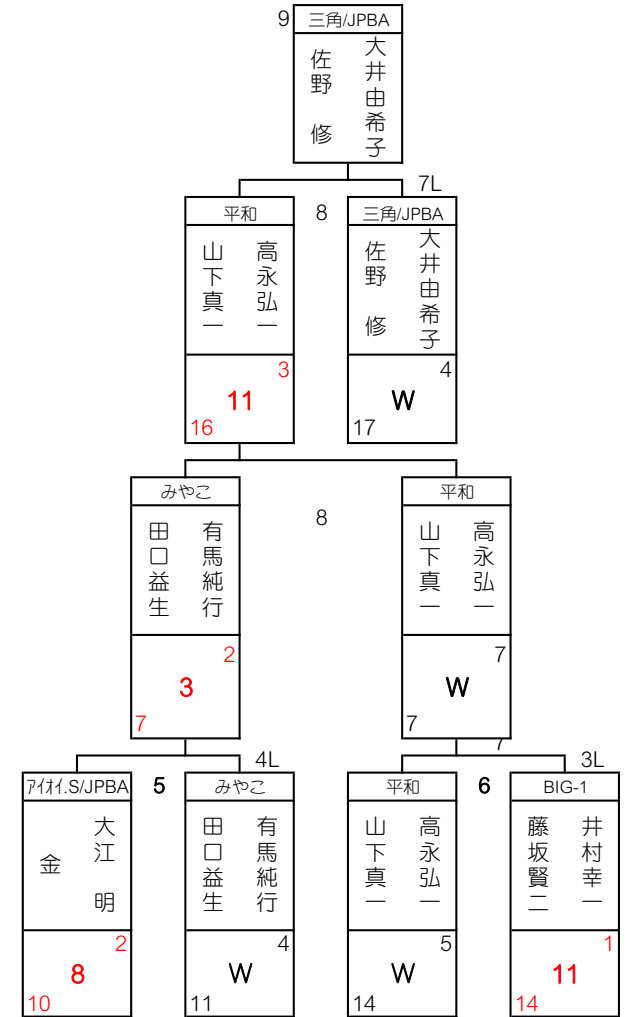 9
三角/JPBA
大井由希子
佐野 修
7L
平和
8
三角/JPBA
高永弘一
山下真一
大井由希子
佐野 修
3
11
16
4
W
17
みやこ
平和
8
有馬純行
田口益生
高永弘一
山下真一
2
3
7
7
W
7
7
4L
3L
ｱｲｵｲ.S/JPBA
5
みやこ
平和
6
BIG-1
大江 明
金
有馬純行
田口益生
高永弘一
山下真一
井村幸一
藤坂賢二
2
8
10
4
W
11
5
W
14
1
11
14